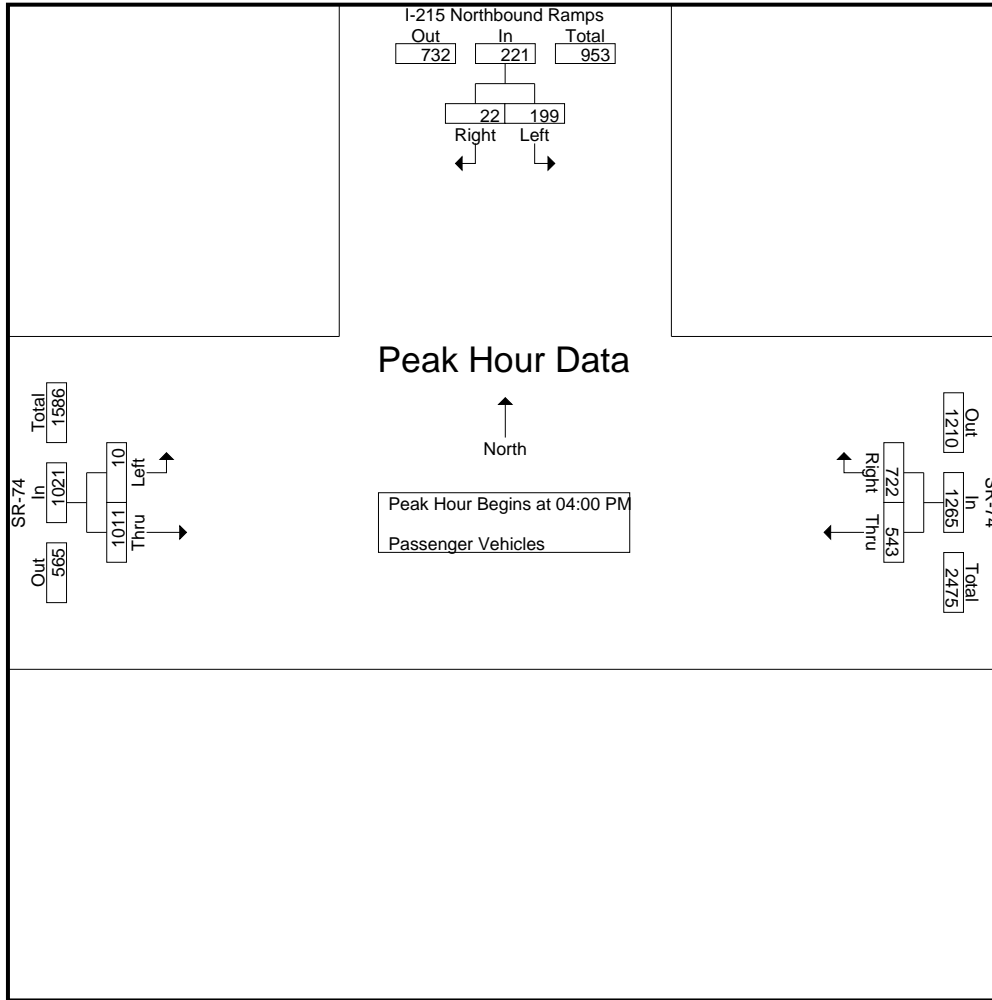 I-215 Northbound Ramps
Out In Total
732 221 953
22 199
Right Left
Peak Hour Data
North
Peak Hour Begins at 04:00 PM
Passenger Vehicles
SR-74
Out In Total
565 1021 1586
Left Thru
10 1011
SR-74
Out In Total
1210 1265 2475
Right Thru
722 543